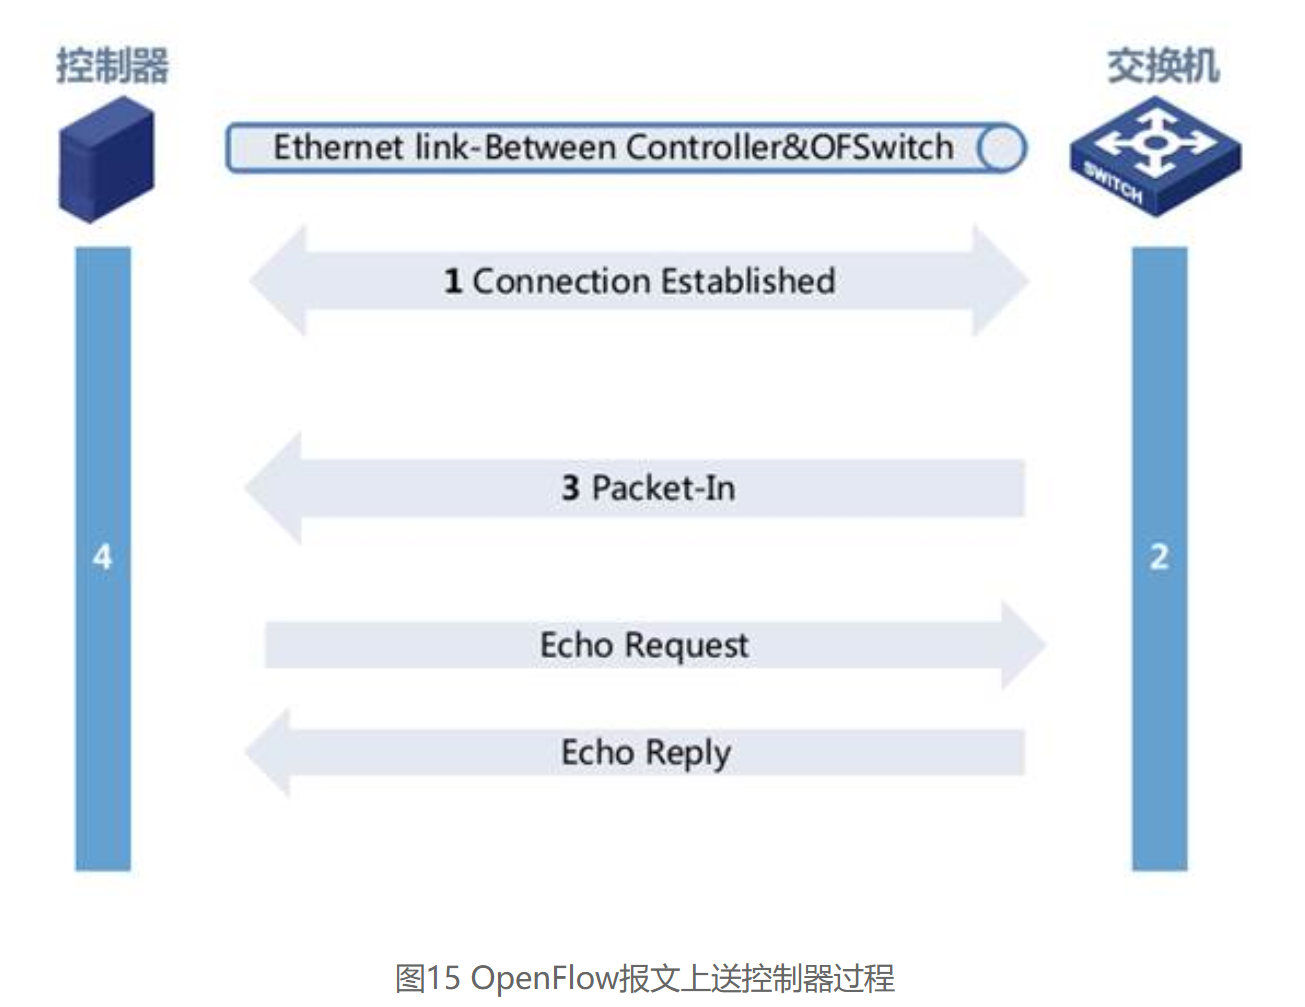 控制器
交换机
Ethernet link-Between Controller&OFSwitch
SWITCH
1 Connection Established
3 Packet-In
4
2
Echo Request
Echo Reply
图15 OpenFlow报文上送控制器过程